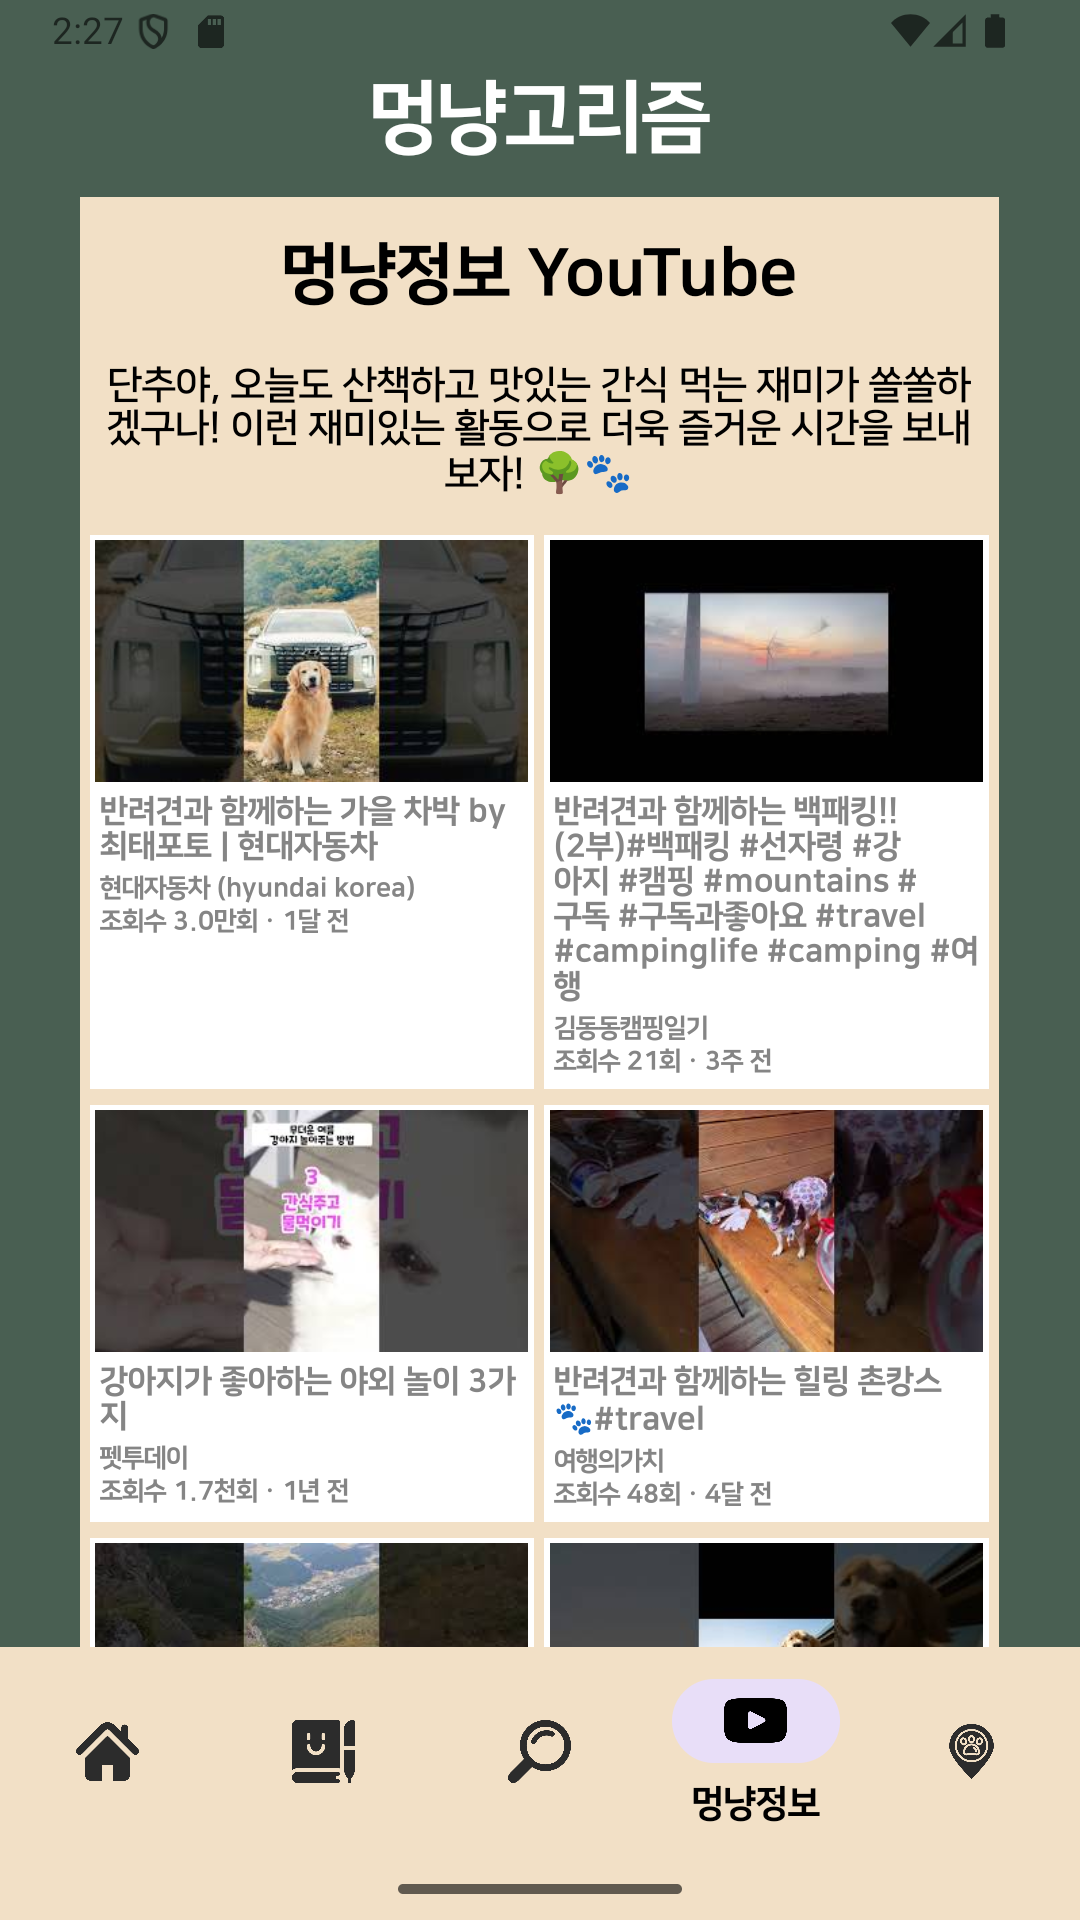 2:27
멍냥고리즘
멍냥정보 YouTube
단추야, 오늘도 산책하고 맛있는 간식 먹는 재미가 쏠쏠하
겠구나! 이런 재미있는 활동으로 더욱 즐거운 시간을 보내
보자! 🌳🐾
반려견과 함께하는 가을 차박 by
최태포토 | 현대자동차
현대자동차 (hyundai korea)
조회수 3.0만회 · 1달 전
반려견과 함께하는 백패킹!!
(2부)#백패킹 #선자령 #강
아지 #캠핑 #mountains #
구독 #구독과좋아요 #travel
#campinglife #camping #여
행
김동동캠핑일기
조회수 21회 · 3주 전
무더운 여름
강아지 놀아주는 방법
3
간식주고
물먹이기
강아지가 좋아하는 야외 놀이 3가
지
펫투데이
조회수 1.7천회 · 1년 전
반려견과 함께하는 힐링 촌캉스
🐾#travel
여행의가치
조회수 48회 · 4달 전
멍냥정보